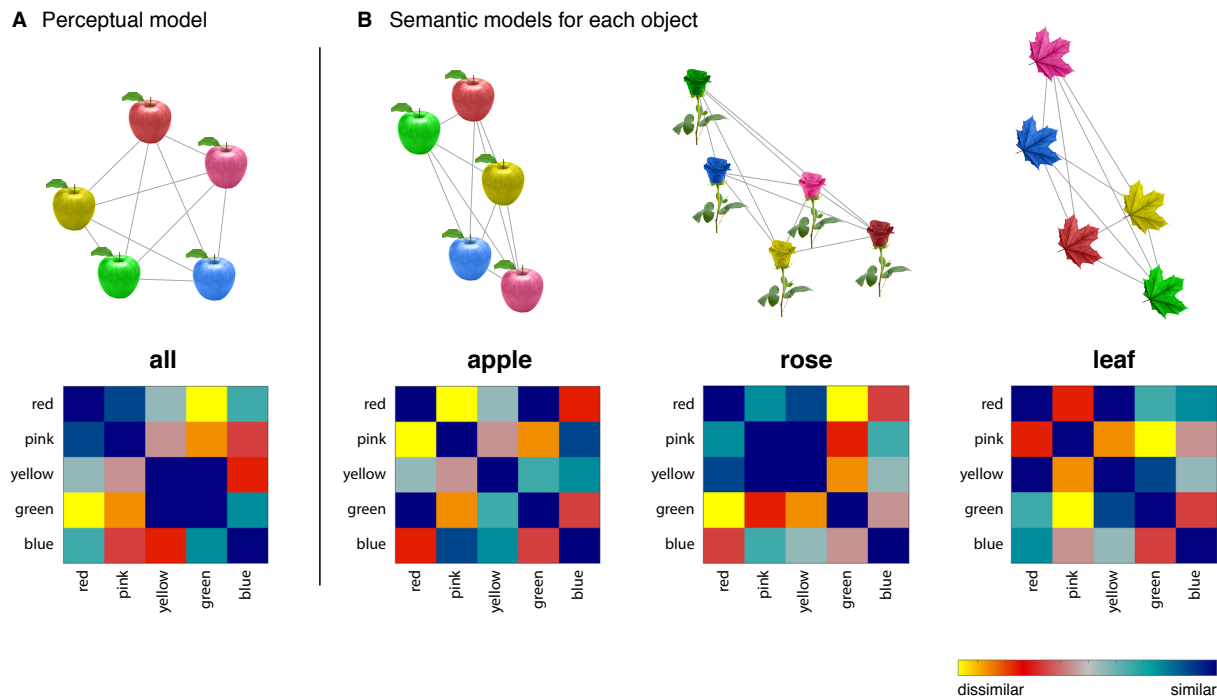 A Perceptual model
B Semantic models for each object
all
red
pink
yellow
green
blue
red
pink
yellow
green
blue
apple
red
pink
yellow
green
blue
red
pink
yellow
green
blue
rose
red
pink
yellow
green
blue
red
pink
yellow
green
blue
leaf
red
pink
yellow
green
blue
red
pink
yellow
green
blue
dissimilar similar